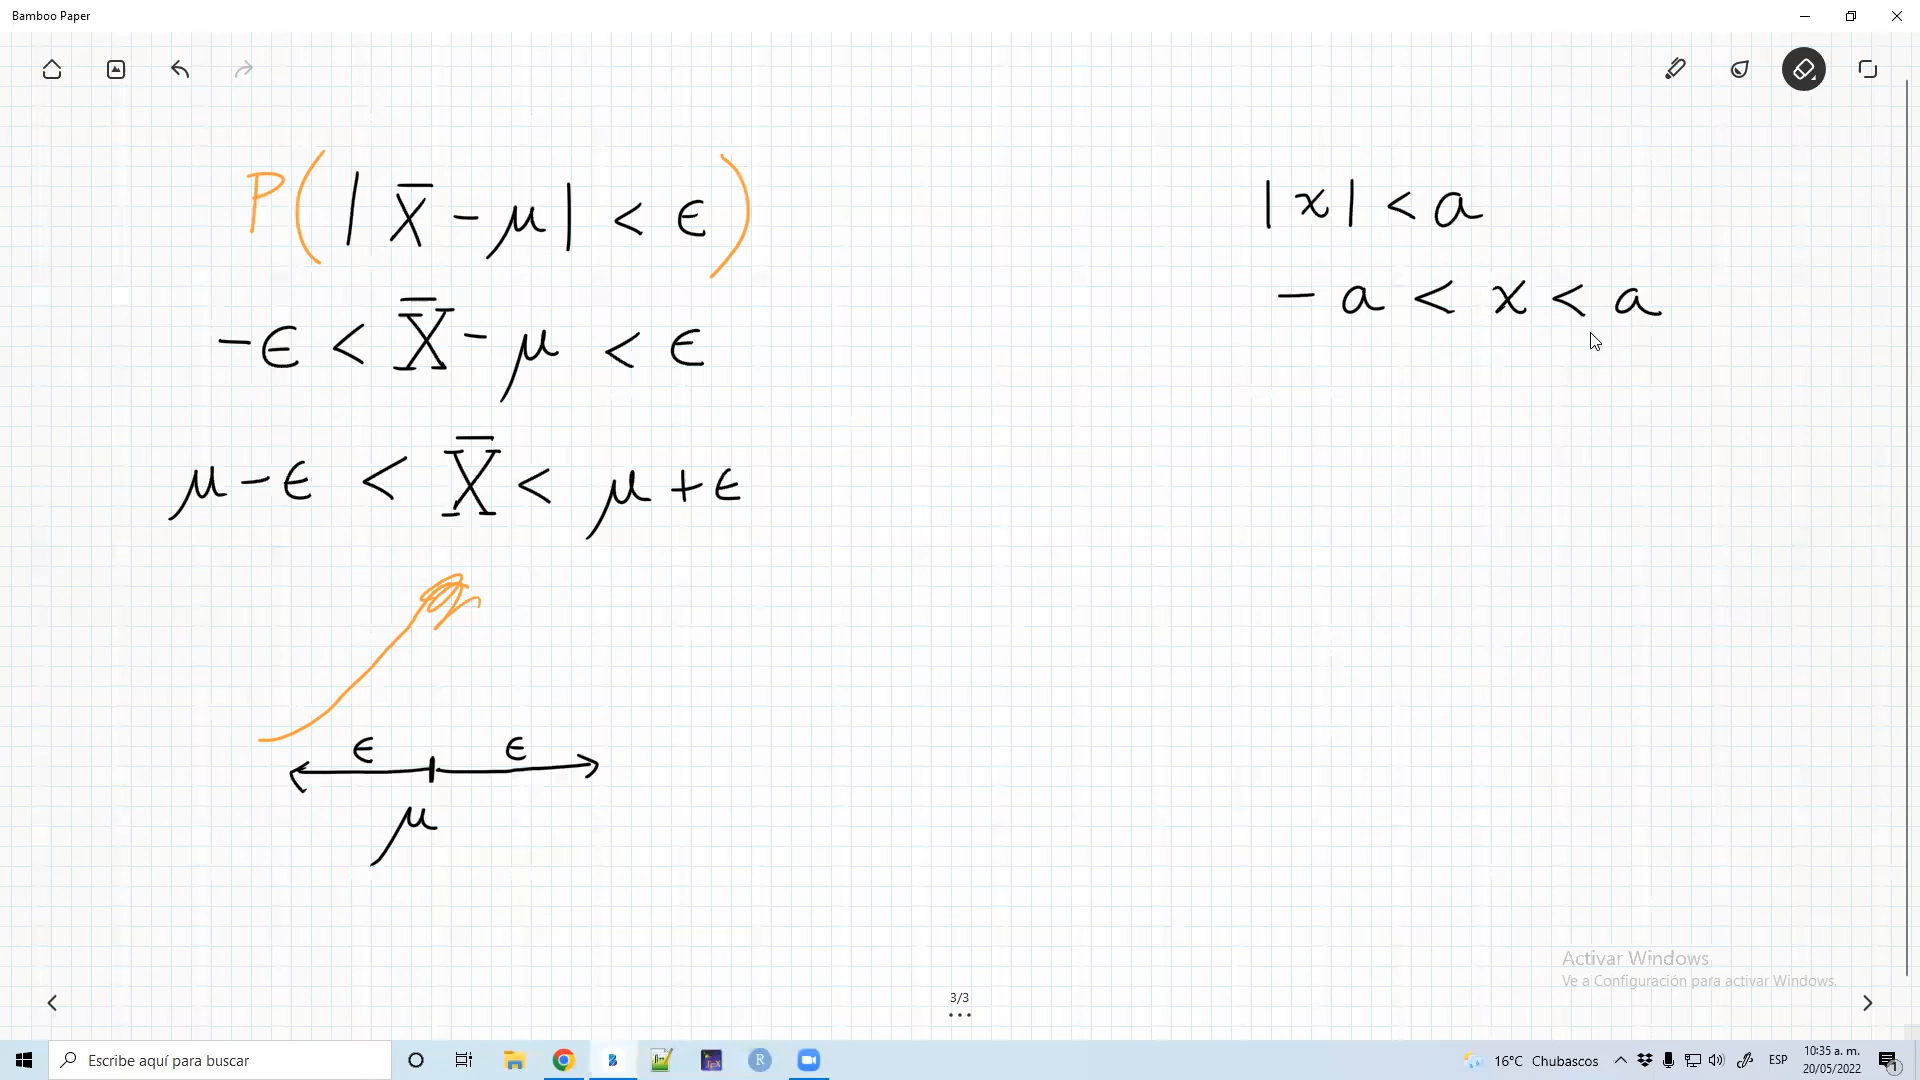 Bamboo Paper
P(| X̄ - μ | < ϵ)
-ϵ < X̄ - μ < ϵ
μ - ϵ < X̄ < μ + ϵ
ϵ ϵ
μ
|x| < a
- a < x < a
Activar Windows
Ve a Configuración para activar Windows.
3/3
Escribe aquí para buscar
16°C Chubascos
ESP
10:35 a. m.
20/05/2022
1